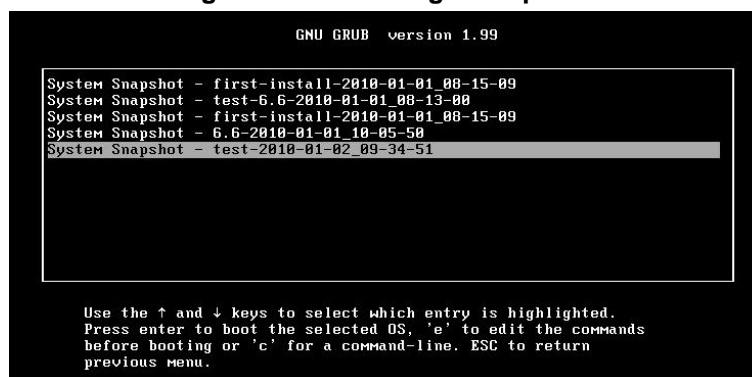 GNU GRUB version 1.99
System Snapshot - first-install-2010-01-01_08-15-09
System Snapshot - test-6.6-2010-01-01_08-13-00
System Snapshot - first-install-2010-01-01_08-15-09
System Snapshot - 6.6-2010-01-01_10-05-50
System Snapshot - test-2010-01-02_09-34-51
Use the ↑ and ↓ keys to select which entry is highlighted.
Press enter to boot the selected OS, 'e' to edit the commands
before booting or 'c' for a command-line. ESC to return
previous menu.